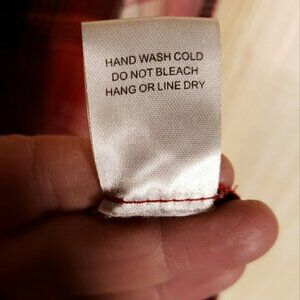 HAND WASH COLD
DO NOT BLEACH
HANG OR LINE DRY